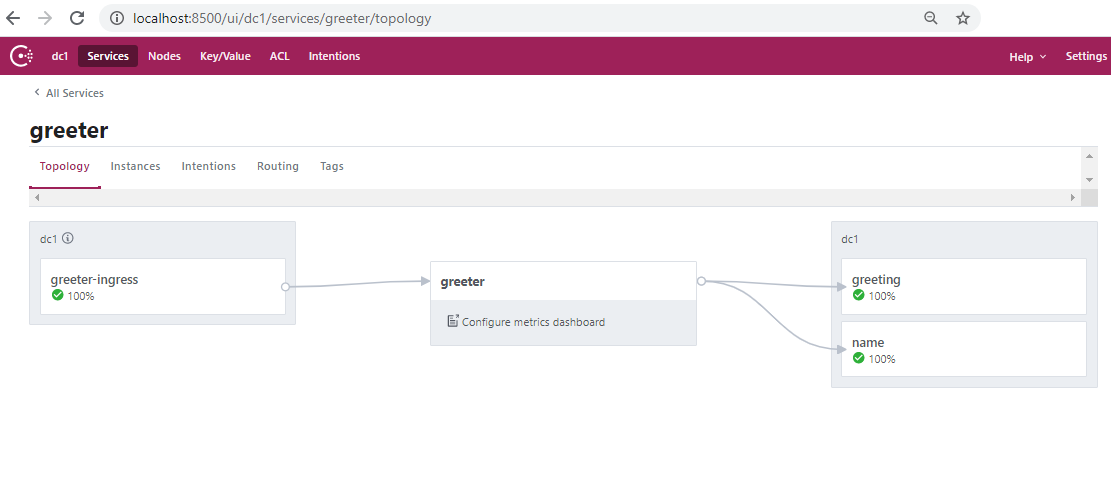 localhost:8500/ui/dc1/services/greeter/topology
dc1 Services Nodes Key/Value ACL Intentions Help Settings
All Services
greeter
Topology Instances Intentions Routing Tags
dc1
greeter-ingress
100%
greeter
Configure metrics dashboard
dc1
greeting
100%
name
100%